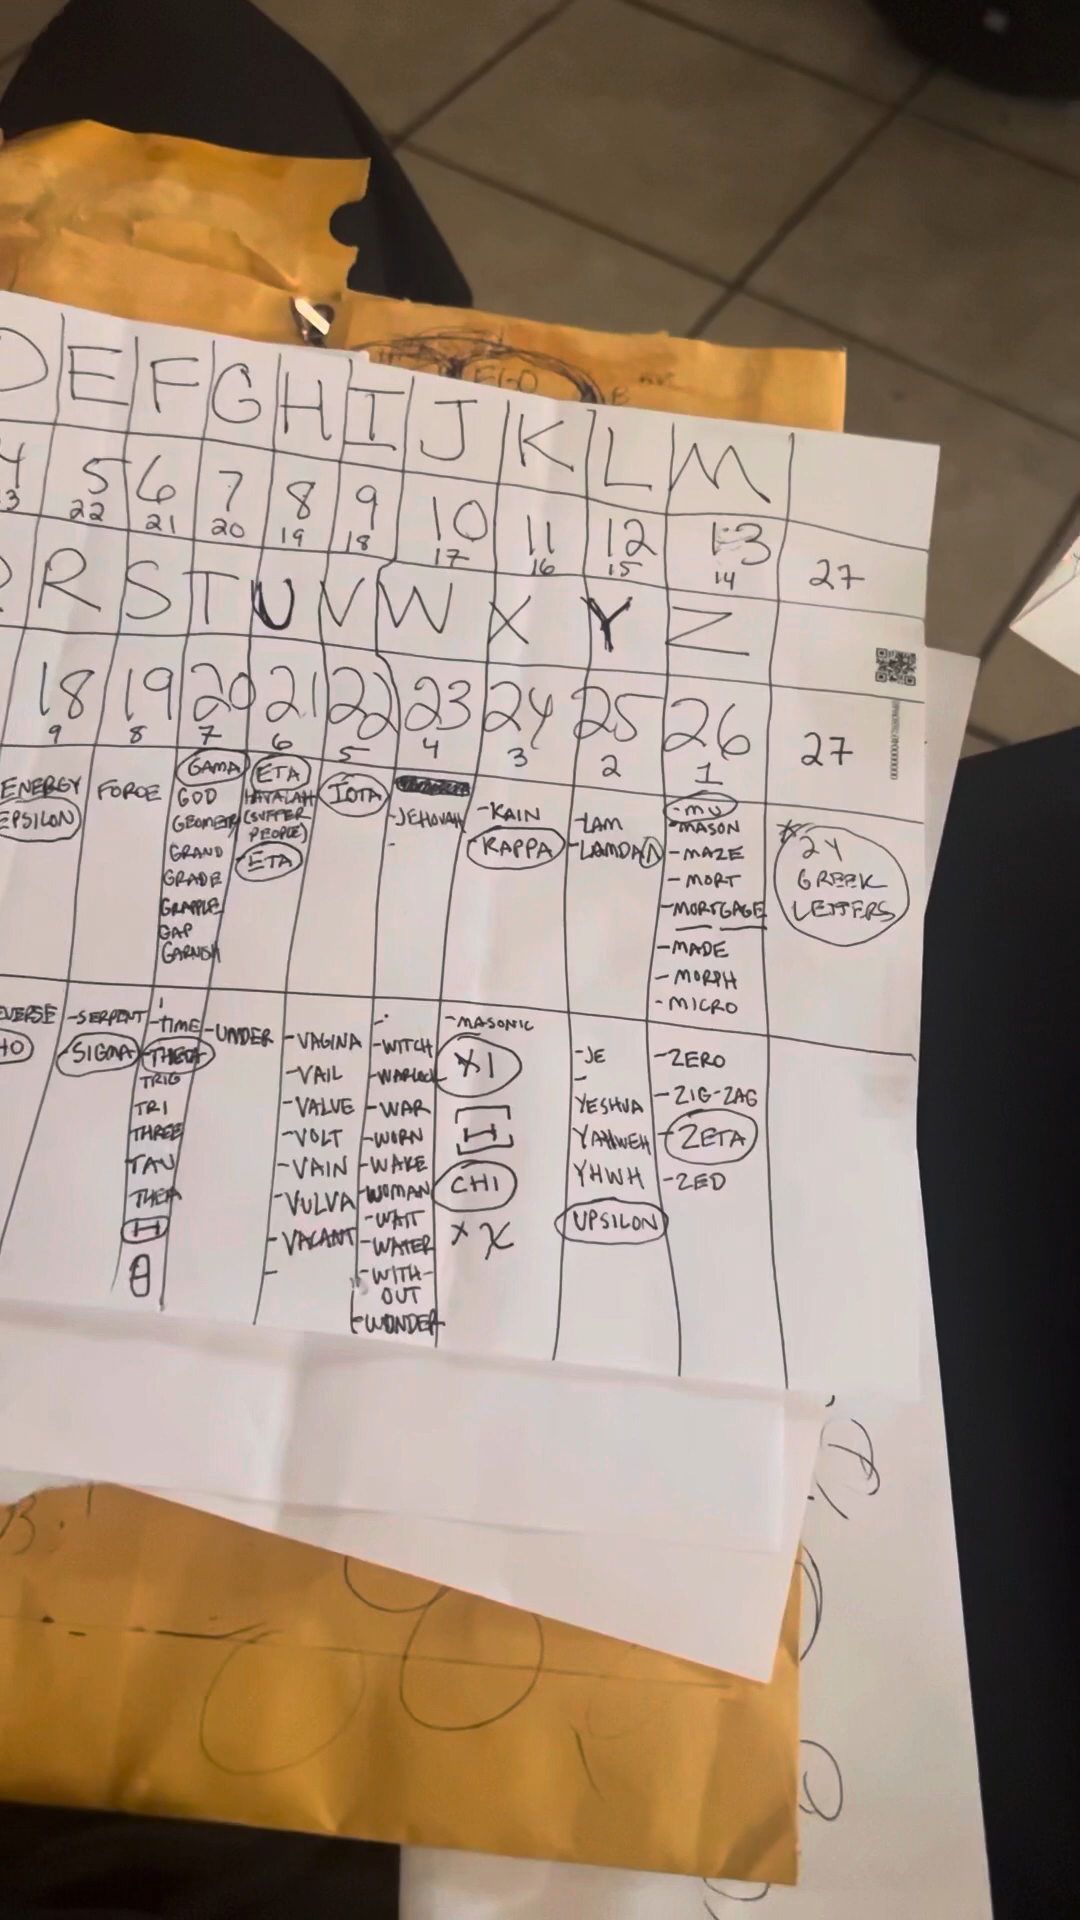 EGO
D E F G H I J K L M
4 5 6 7 8 9 10 11 12 13
22 21 20 19 18 17 16 15 14 27
R S T U V W X Y Z
18 19 20 21 22 23 24 25 26 27
9 8 7 6 5 4 3 2 1
ENERGY
EPSILON
FORCE
GAMA
GOD
GEOMETRY
GRAND
GRADE
GRAPPLE
GAP
GARNISH
ETA
HAVALAH
(SUFFER
PEOPLE)
ETA
IOTA
-JEHOVAH
-
-KAIN
-KAPPA
-LAM
-LAMDA Λ
-MU
-MASON
-MAZE
-MORT
-MORTGAGE
-MADE
-MORPH
-MICRO
*24
GREEK
LETTERS
-SERPENT
-SIGMA
-TIME
-THETA
TRIG
TRI
THREE
TAU
THEA
-UNDER
-VAGINA
-VAIL
-VALVE
-VOLT
-VAIN
-VULVA
-VACANT
-
-WITCH
-WARLOCK
-WAR
-WORN
-WAKE
-WOMAN
-WAIT
-WATER
-WITH-
OUT
-WONDER
-MASONIC
XI
CHI
X X
-JE
-
YESHUA
YAHWEH
YHWH
UPSILON
-ZERO
-ZIG-ZAG
-ZETA
-ZED